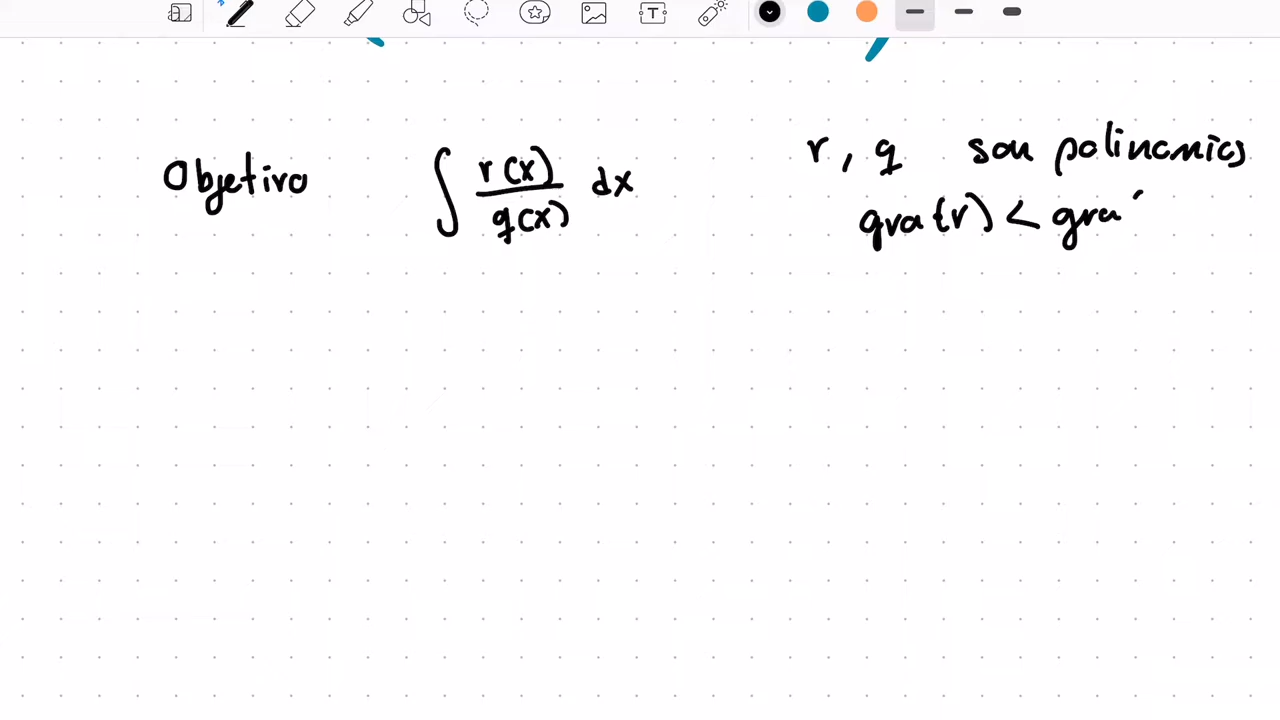 Objetivo ∫ r(x)/q(x) dx
r, q son polinomios
gra(r) < gra